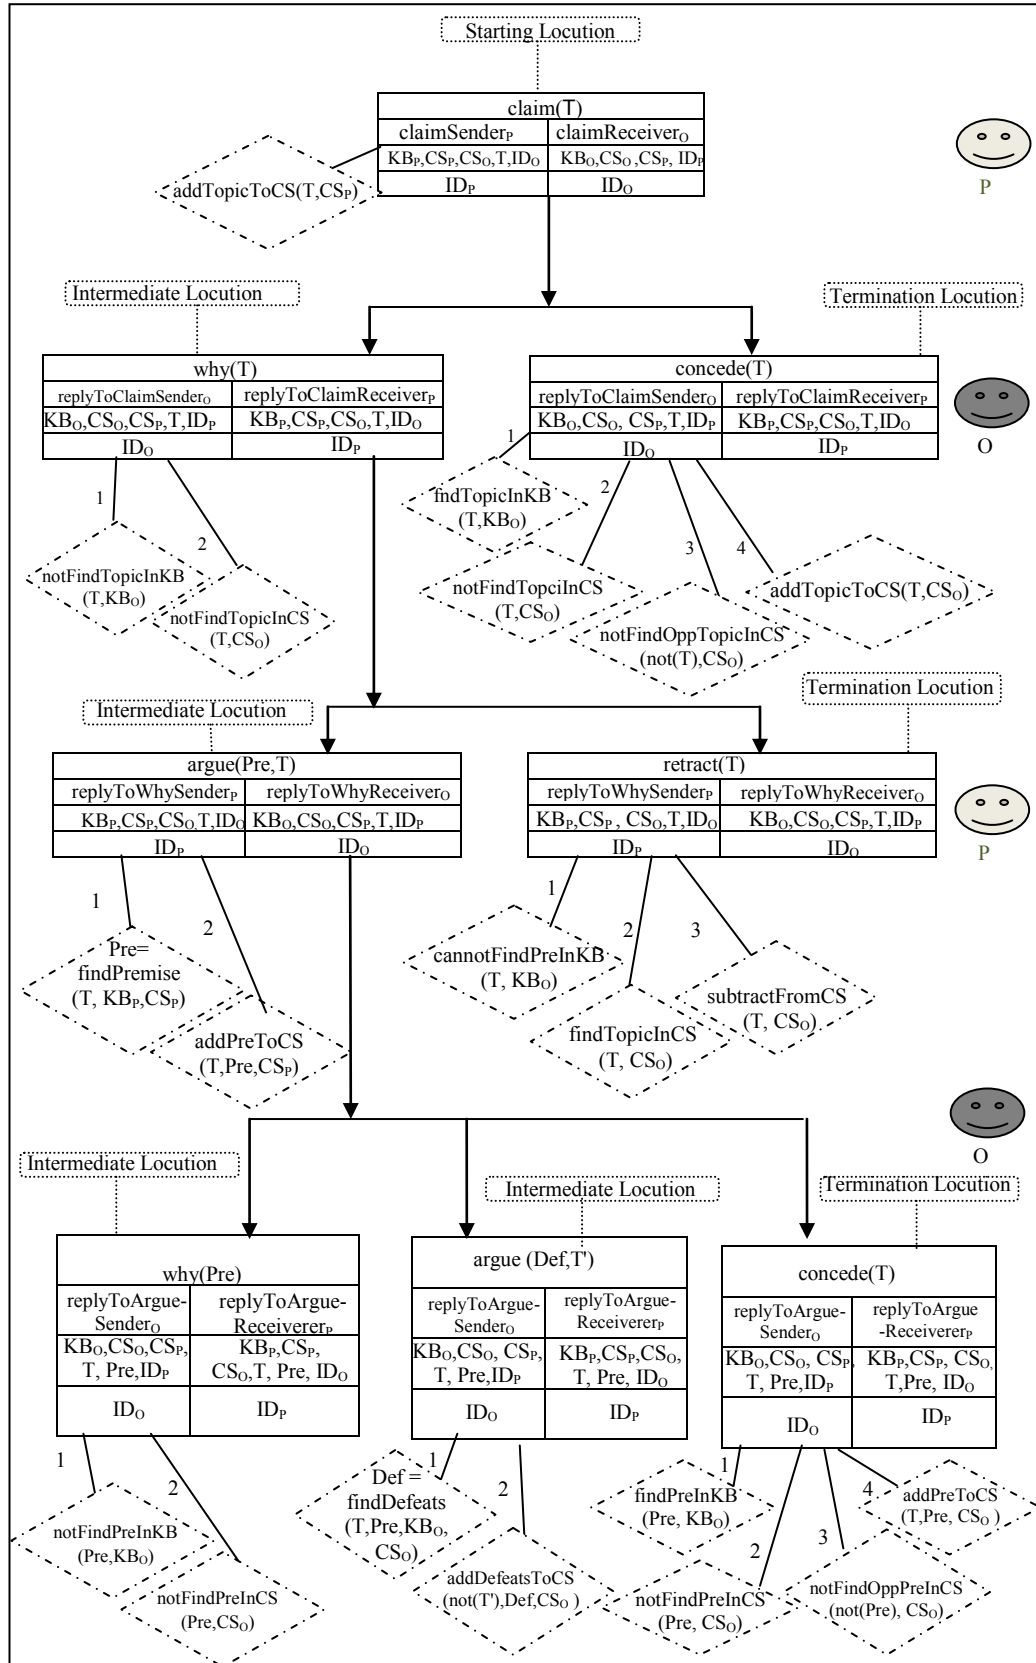 Starting Locution
claim(T)
claimSenderP claimReceiverO
KBP,CSP,CSO,T,IDO KBO,CSO,CSP, IDP
IDP IDO
addTopicToCS(T,CSP)
P
Intermediate Locution
Termination Locution
why(T)
replyToClaimSenderO replyToClaimReceiverP
KBO,CSO,CSP,T,IDP KBP,CSP,CSO,T,IDO
IDO IDP
concede(T)
replyToClaimSenderO replyToClaimReceiverP
KBO,CSO, CSP,T,IDP KBP,CSP,CSO,T,IDO
IDO IDP
O
1
notFindTopicInKB
(T,KBO)
2
notFindTopicInCS
(T,CSO)
1
fndTopicInKB
(T,KBO)
2
notFindTopciInCS
(T,CSO)
3
notFindOppTopicInCS
(not(T),CSO)
4
addTopicToCS(T,CSO)
Intermediate Locution
Termination Locution
argue(Pre,T)
replyToWhySenderP replyToWhyReceiverO
KBP,CSP,CSO,T,IDO KBO,CSO,CSP,T,IDP
IDP IDO
retract(T)
replyToWhySenderP replyToWhyReceiverO
KBP,CSP , CSO,T,IDO KBO,CSO,CSP,T,IDP
IDP IDO
P
1
Pre=
findPremise
(T, KBP,CSP)
2
addPreToCS
(T,Pre,CSP)
1
cannotFindPreInKB
(T, KBO)
2
findTopicInCS
(T, CSO)
3
subtractFromCS
(T, CSO)
O
Intermediate Locution
Intermediate Locution
Termination Locution
why(Pre)
replyToArgue-
SenderO
replyToArgue-
ReceivererP
KBO,CSO,CSP,
T, Pre,IDP
KBP,CSP,
CSO,T, Pre, IDO
IDO IDP
argue (Def,T')
replyToArgue-
SenderO
replyToArgue-
ReceivererP
KBO,CSO, CSP,
T, Pre,IDP
KBP,CSP,CSO,
T, Pre, IDO
IDO IDP
concede(T)
replyToArgue-
SenderO
replyToArgue
-ReceivererP
KBO,CSO, CSP,
T, Pre,IDP
KBP,CSP, CSO,
T,Pre, IDO
IDO IDP
1
notFindPreInKB
(Pre,KBO)
2
notFindPreInCS
(Pre,CSO)
1
Def =
findDefeats
(T,Pre,KBO,
CSO)
2
addDefeatsToCS
(not(T'),Def,CSO )
1
findPreInKB
(Pre, KBO)
2
notFindPreInCS
(Pre, CSO)
3
notFindOppPreInCS
(not(Pre), CSO)
4
addPreToCS
(T,Pre, CSO )